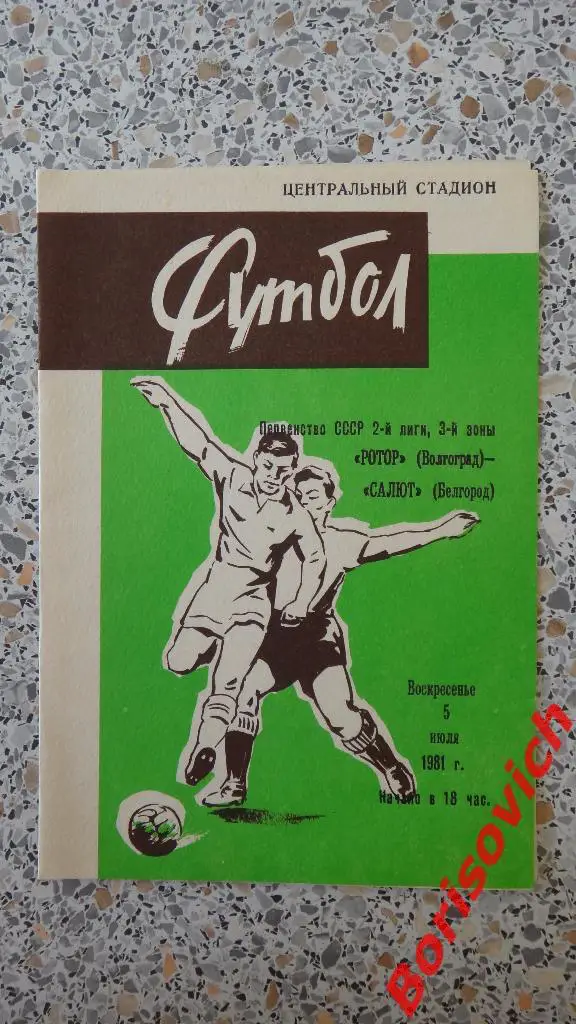 ЦЕНТРАЛЬНЫЙ СТАДИОН
Футбол
Первенство СССР 2-й лиги, 3-й зоны
«РОТОР» (Волгоград)—
«САЛЮТ» (Белгород)
Воскресенье
5
июля
1981 г.
Начало в 18 час.
Borisovich